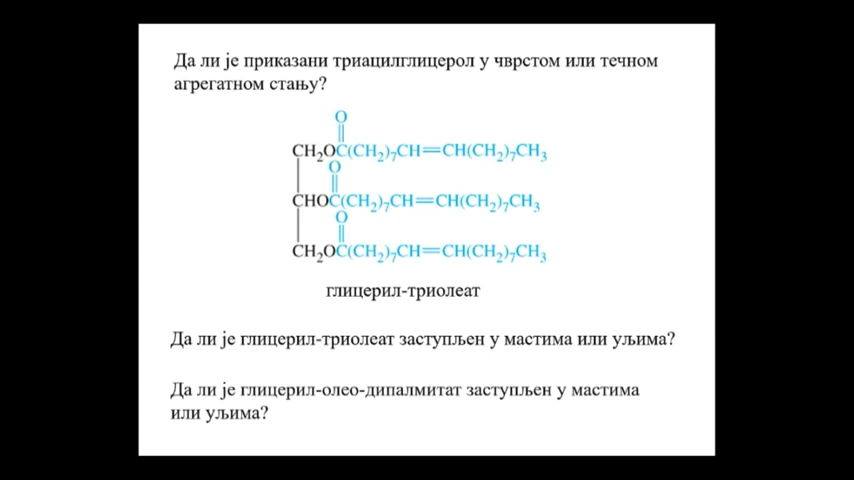 Да ли је приказани триацилглицерол у чврстом или течном
агрегатном стању?
O
CH₂OC(CH₂)₇CH=CH(CH₂)₇CH₃
O
CHOC(CH₂)₇CH=CH(CH₂)₇CH₃
O
CH₂OC(CH₂)₇CH=CH(CH₂)₇CH₃
глицерил-триолеат
Да ли је глицерил-триолеат заступљен у мастима или уљима?
Да ли је глицерил-олео-дипалмитат заступљен у мастима
или уљима?